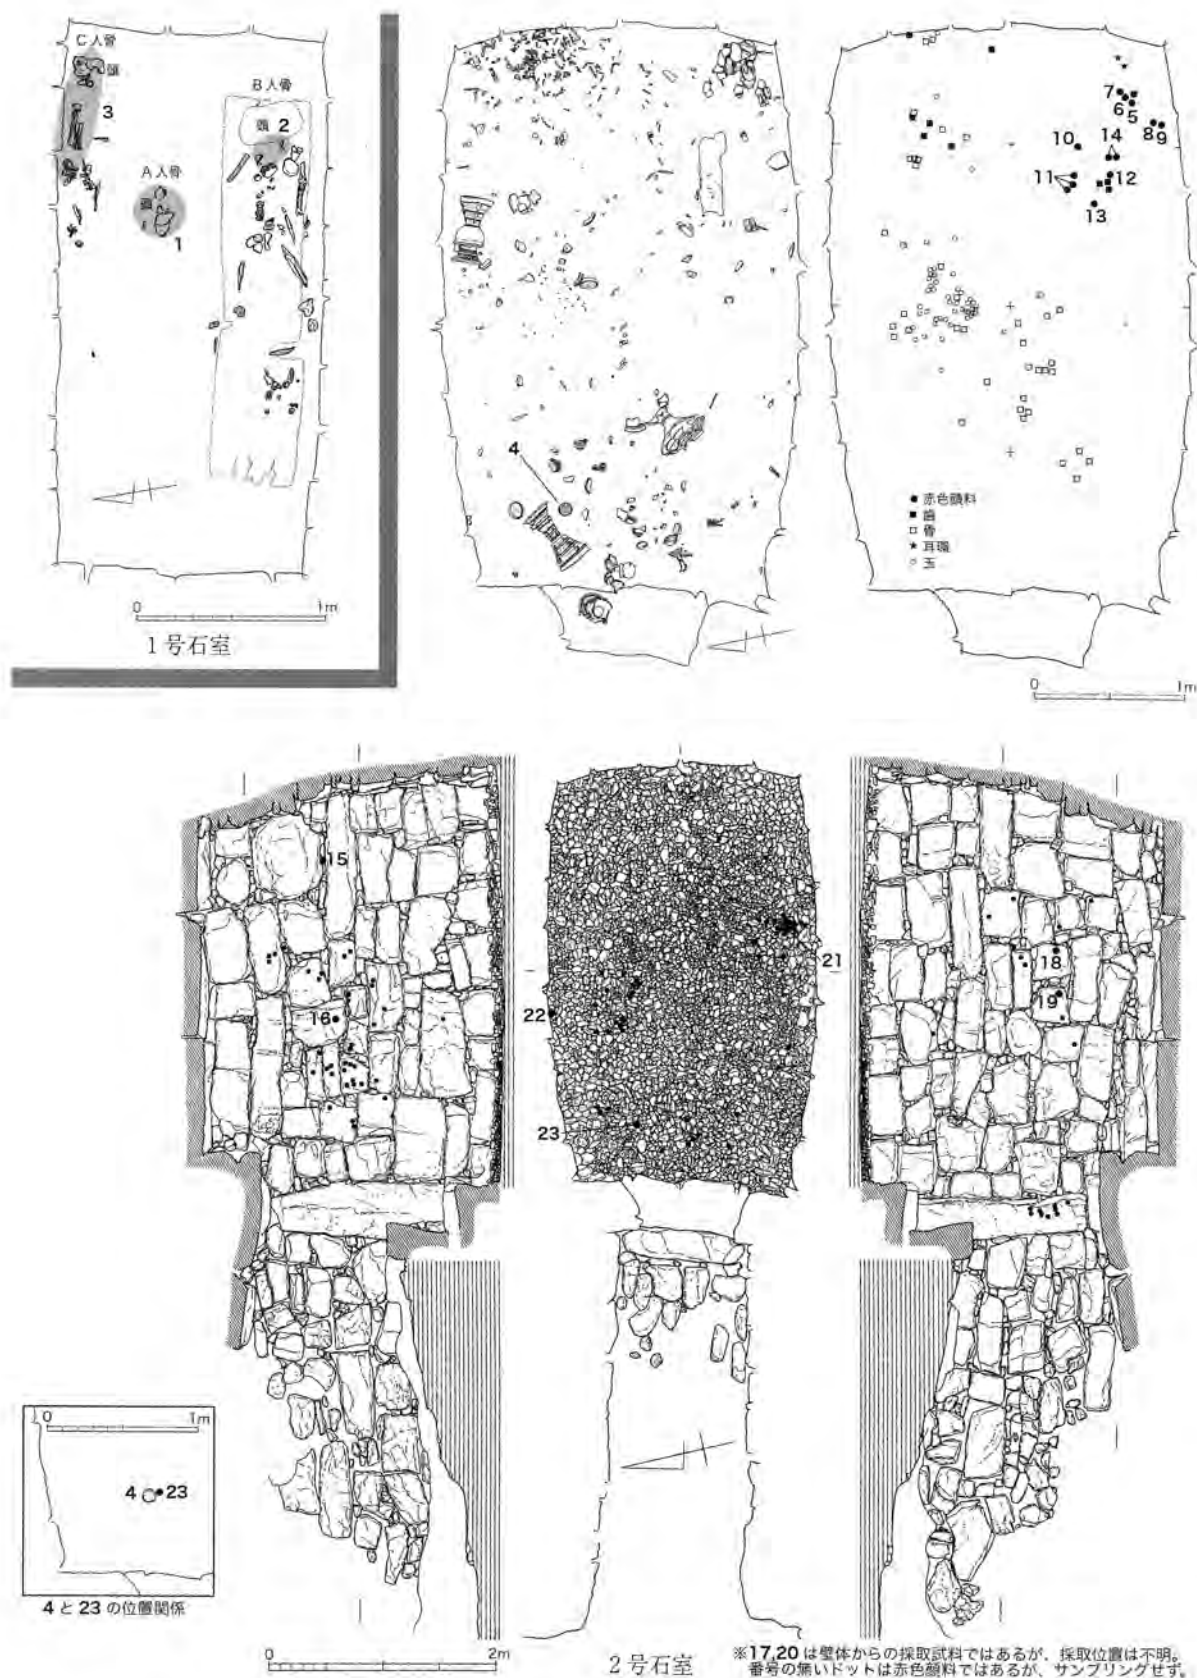 C人骨
頭
3
B人骨
頭 2
A人骨
頭
1
0 1m
1号石室
4
7
6
5
8
9
10
14
11
12
13
● 赤色顔料
■ 歯
□ 骨
★ 耳環
○ 玉
0 1m
15
16
21
22
23
18
19
0 1m
4 23
4と23の位置関係
0 2m
2号石室
※17,20は壁体からの採取試料ではあるが、採取位置は不明。
番号の無いドットは赤色顔料ではあるが、サンプリングせず。